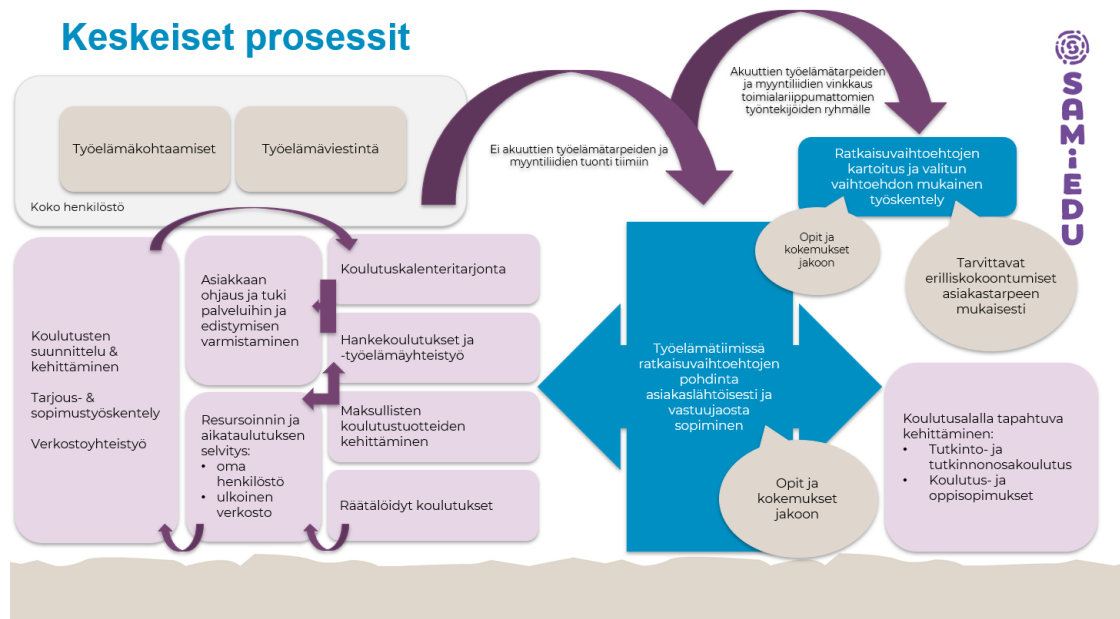 Keskeiset prosessit
SAMiEDU
Työelämäkohtaamiset
Työelämäviestintä
Koko henkilöstö
Ei akuuttien työelämätarpeiden ja
myyntiliidien tuonti tiimiin
Akuuttien työelämätarpeiden
ja myyntiliidien vinkkaus
toimialariippumattomien
työntekijöiden ryhmälle
Ratkaisuvaihtoehtojen
kartoitus ja valitun
vaihtoehdon mukainen
työskentely
Opit ja
kokemukset
jakoon
Tarvittavat
erilliskokoontumiset
asiakastarpeen
mukaisesti
Koulutusten
suunnittelu &
kehittäminen
Tarjous- &
sopimustyöskentely
Verkostoyhteistyö
Asiakkaan
ohjaus ja tuki
palveluihin ja
edistymisen
varmistaminen
Resursoinnin ja
aikataulutuksen
selvitys:
• oma
henkilöstö
• ulkoinen
verkosto
Koulutuskalenteritarjonta
Hankekoulutukset ja
-työelämäyhteistyö
Maksullisten
koulutustuotteiden
kehittäminen
Räätälöidyt koulutukset
Työelämätiimissä
ratkaisuvaihtoehtojen
pohdinta
asiakaslähtöisesti ja
vastuujaosta
sopiminen
Opit ja
kokemukset
jakoon
Koulutusalalla tapahtuva
kehittäminen:
• Tutkinto- ja
tutkinnonosakoulutus
• Koulutus- ja
oppisopimukset